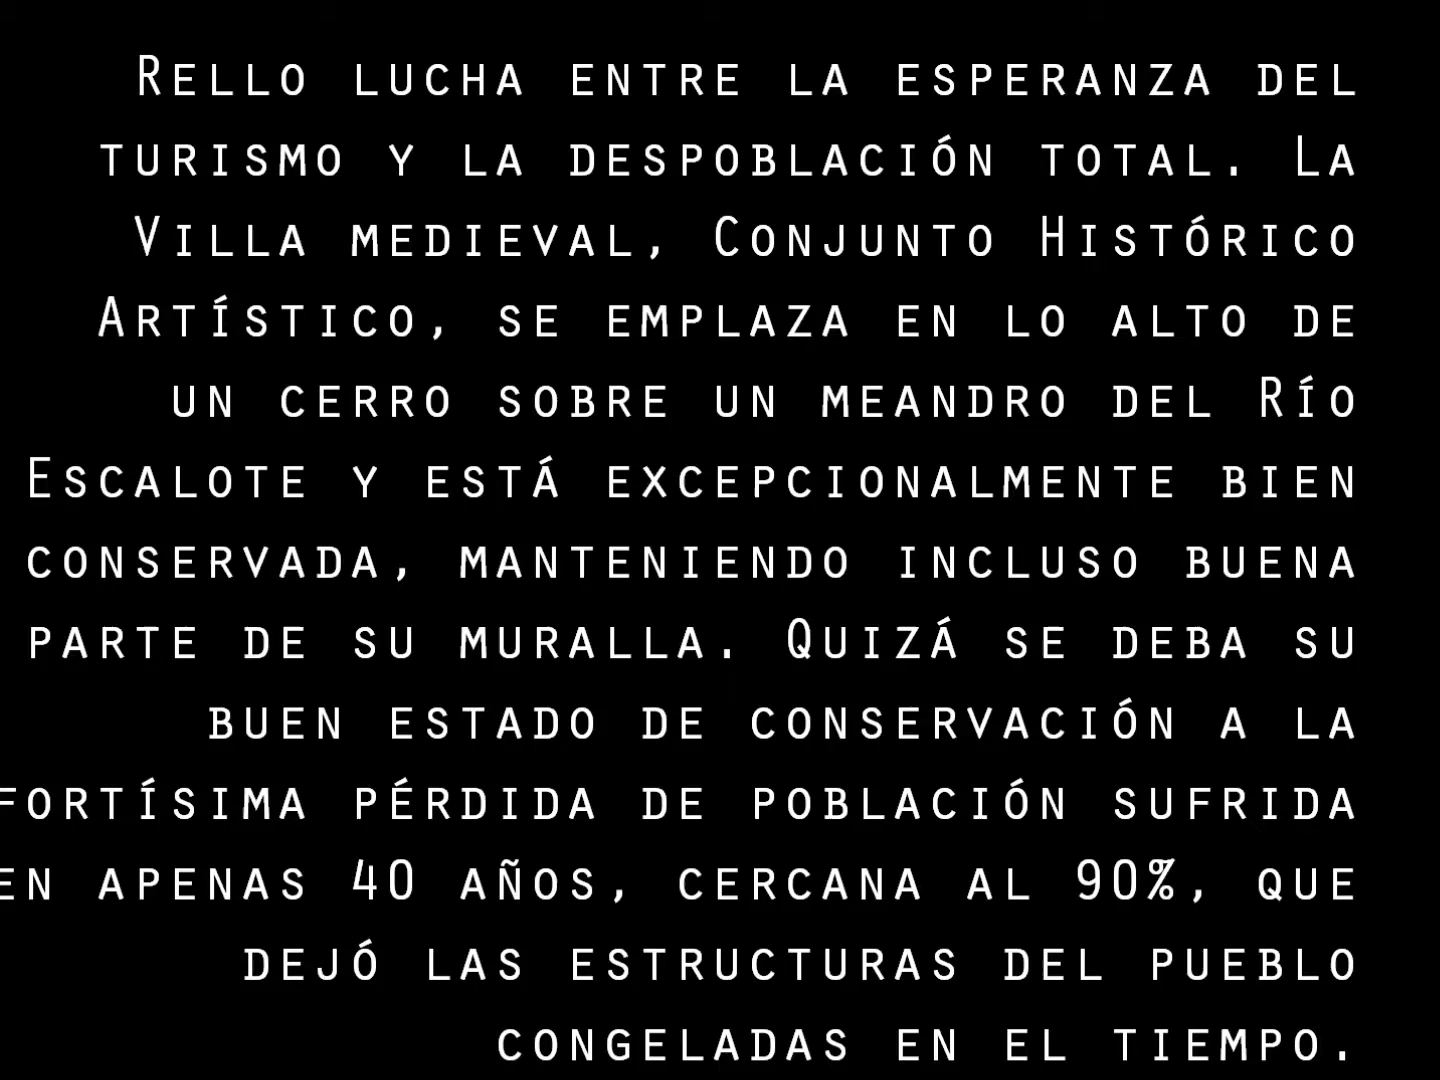 Rello lucha entre la esperanza del
turismo y la despoblación total. La
Villa medieval, Conjunto Histórico
Artístico, se emplaza en lo alto de
un cerro sobre un meandro del Río
Escalote y está excepcionalmente bien
conservada, manteniendo incluso buena
parte de su muralla. Quizá se deba su
buen estado de conservación a la
fortísima pérdida de población sufrida
en apenas 40 años, cercana al 90%, que
dejó las estructuras del pueblo
congeladas en el tiempo.